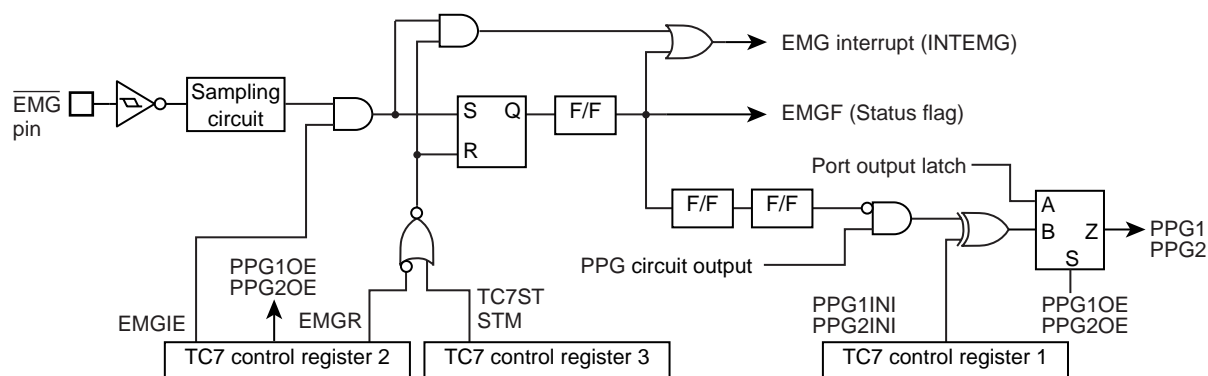 EMG interrupt (INTEMG)
EMG
pin
Sampling
circuit
S
Q
R
F/F
EMGF (Status flag)
Port output latch
F/F
F/F
A
B
Z
S
PPG1
PPG2
PPG circuit output
PPG1OE
PPG2OE
EMGIE
EMGR
TC7ST
STM
PPG1INI
PPG2INI
PPG1OE
PPG2OE
TC7 control register 2
TC7 control register 3
TC7 control register 1